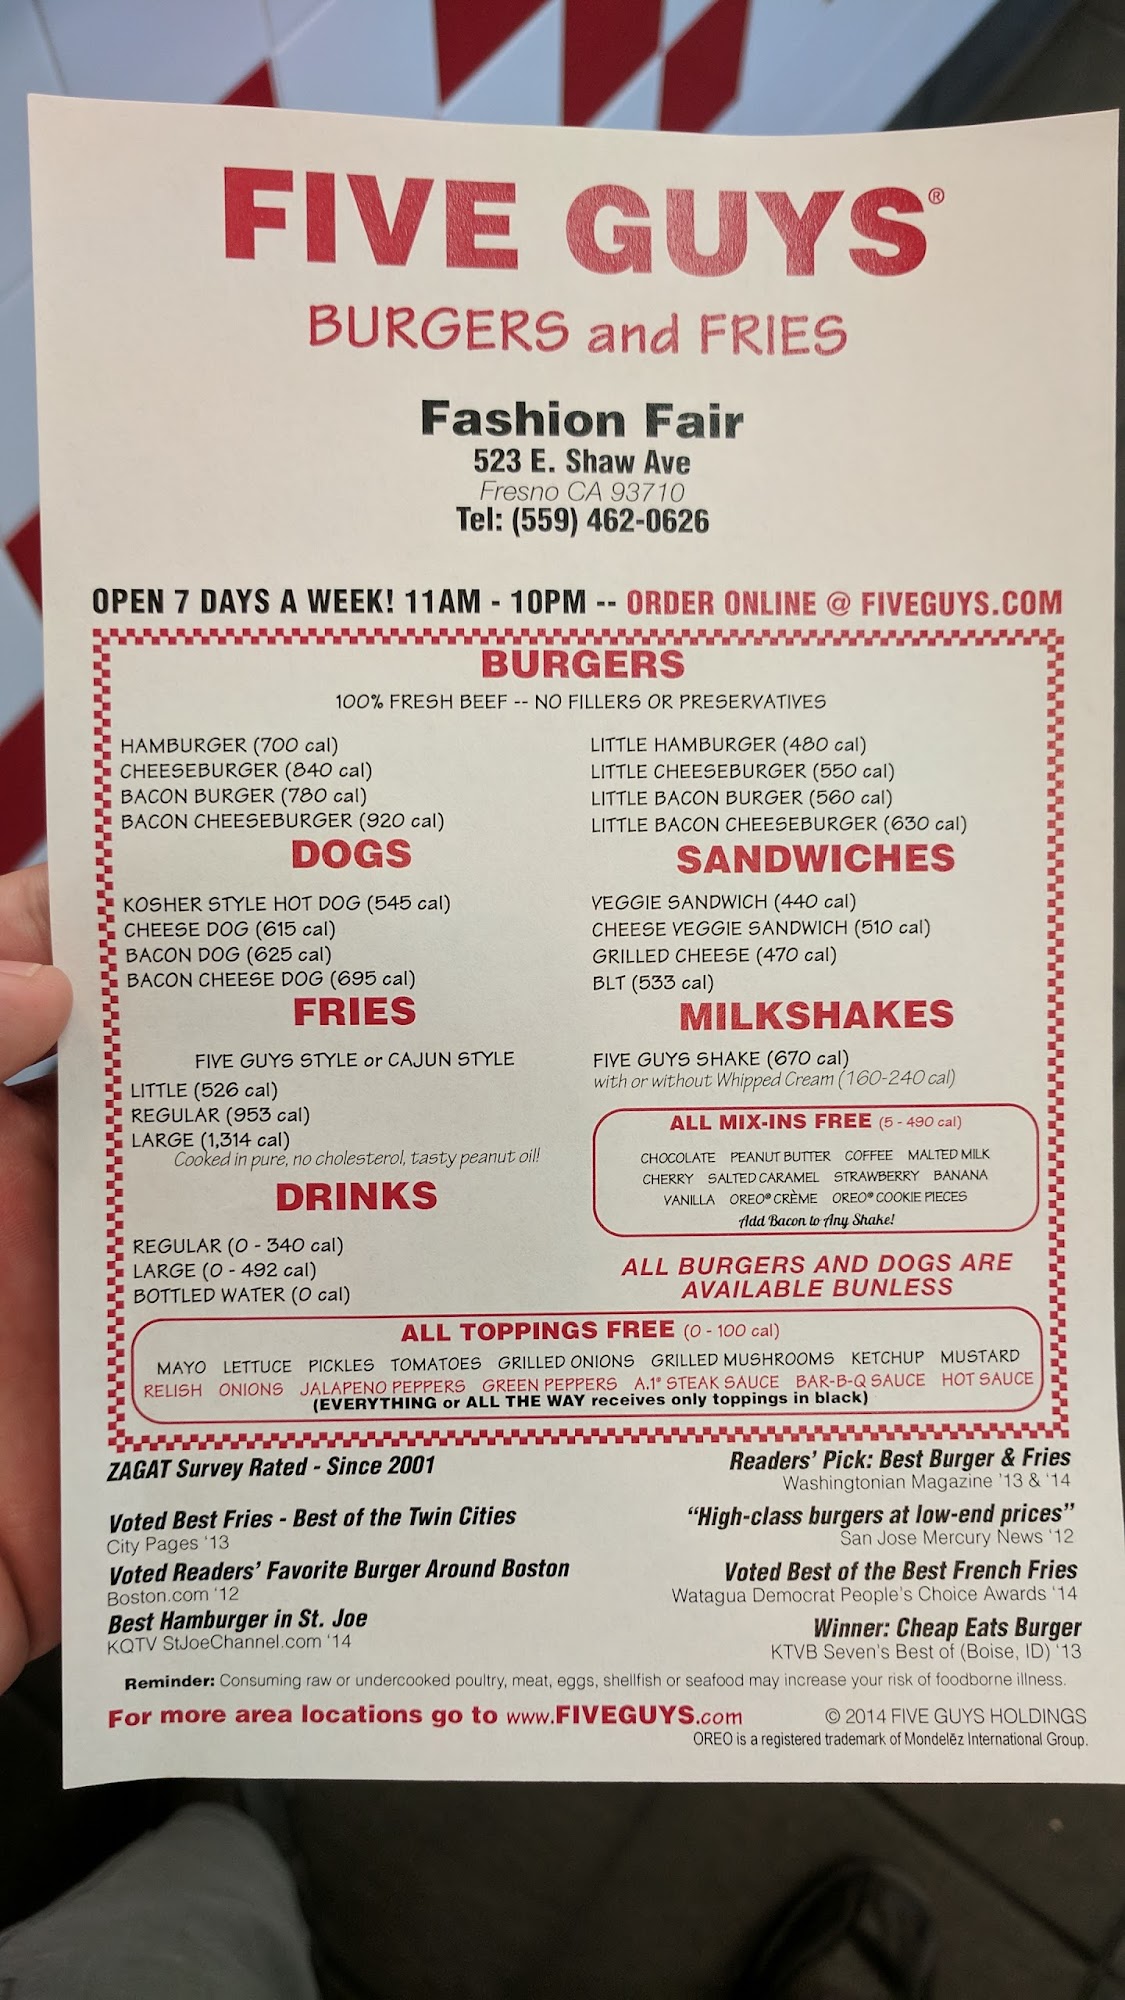 FIVE GUYS®
BURGERS and FRIES
Fashion Fair
523 E. Shaw Ave
Fresno CA 93710
Tel: (559) 462-0626
OPEN 7 DAYS A WEEK! 11AM - 10PM -- ORDER ONLINE @ FIVEGUYS.COM
BURGERS
100% FRESH BEEF -- NO FILLERS OR PRESERVATIVES
HAMBURGER (700 cal)
CHEESEBURGER (840 cal)
BACON BURGER (780 cal)
BACON CHEESEBURGER (920 cal)
LITTLE HAMBURGER (480 cal)
LITTLE CHEESEBURGER (550 cal)
LITTLE BACON BURGER (560 cal)
LITTLE BACON CHEESEBURGER (630 cal)
DOGS
KOSHER STYLE HOT DOG (545 cal)
CHEESE DOG (615 cal)
BACON DOG (625 cal)
BACON CHEESE DOG (695 cal)
SANDWICHES
VEGGIE SANDWICH (440 cal)
CHEESE VEGGIE SANDWICH (510 cal)
GRILLED CHEESE (470 cal)
BLT (533 cal)
FRIES
FIVE GUYS STYLE or CAJUN STYLE
LITTLE (526 cal)
REGULAR (953 cal)
LARGE (1,314 cal)
Cooked in pure, no cholesterol, tasty peanut oil!
MILKSHAKES
FIVE GUYS SHAKE (670 cal)
with or without Whipped Cream (160-240 cal)
ALL MIX-INS FREE (5 - 490 cal)
CHOCOLATE PEANUT BUTTER COFFEE MALTED MILK
CHERRY SALTED CARAMEL STRAWBERRY BANANA
VANILLA OREO® CRÈME OREO® COOKIE PIECES
Add Bacon to Any Shake!
DRINKS
REGULAR (0 - 340 cal)
LARGE (0 - 492 cal)
BOTTLED WATER (0 cal)
ALL BURGERS AND DOGS ARE
AVAILABLE BUNLESS
ALL TOPPINGS FREE (0 - 100 cal)
MAYO LETTUCE PICKLES TOMATOES GRILLED ONIONS GRILLED MUSHROOMS KETCHUP MUSTARD
RELISH ONIONS JALAPENO PEPPERS GREEN PEPPERS A.1® STEAK SAUCE BAR-B-Q SAUCE HOT SAUCE
(EVERYTHING or ALL THE WAY receives only toppings in black)
ZAGAT Survey Rated - Since 2001
Voted Best Fries - Best of the Twin Cities
City Pages '13
Voted Readers' Favorite Burger Around Boston
Boston.com '12
Best Hamburger in St. Joe
KQTV StJoeChannel.com '14
Readers' Pick: Best Burger & Fries
Washingtonian Magazine '13 & '14
"High-class burgers at low-end prices"
San Jose Mercury News '12
Voted Best of the Best French Fries
Watagua Democrat People's Choice Awards '14
Winner: Cheap Eats Burger
KTVB Seven's Best of (Boise, ID) '13
Reminder: Consuming raw or undercooked poultry, meat, eggs, shellfish or seafood may increase your risk of foodborne illness.
For more area locations go to www.FIVEGUYS.com
© 2014 FIVE GUYS HOLDINGS
OREO is a registered trademark of Mondelēz International Group.